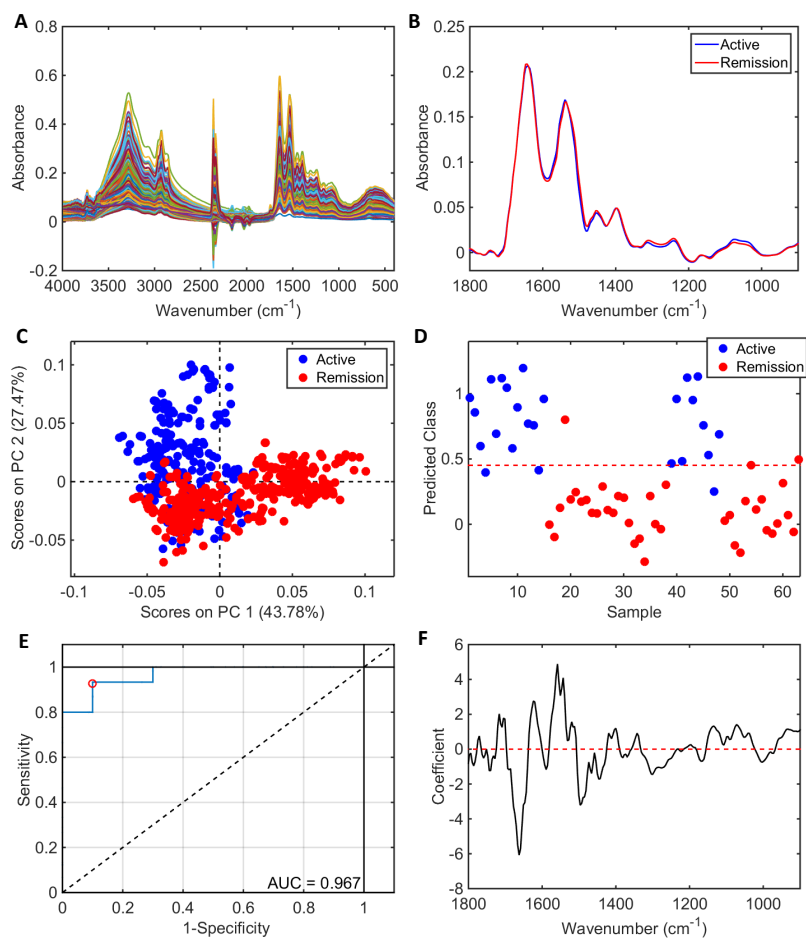 A
0.8
0.6
0.4
0.2
0
-0.2
Absorbance
4000 3500 3000 2500 2000 1500 1000 500
Wavenumber (cm-1)
B
0.25
0.2
0.15
0.1
0.05
0
Absorbance
Active
Remission
1800 1600 1400 1200 1000
Wavenumber (cm-1)
C
0.1
0.05
0
-0.05
Scores on PC 2 (27.47%)
Active
Remission
-0.1 -0.05 0 0.05 0.1
Scores on PC 1 (43.78%)
D
1
0.5
0
Predicted Class
Active
Remission
10 20 30 40 50 60
Sample
E
1
0.8
0.6
0.4
0.2
0
Sensitivity
AUC = 0.967
0 0.2 0.4 0.6 0.8 1
1-Specificity
F
6
4
2
0
-2
-4
-6
-8
Coefficient
1800 1600 1400 1200 1000
Wavenumber (cm-1)